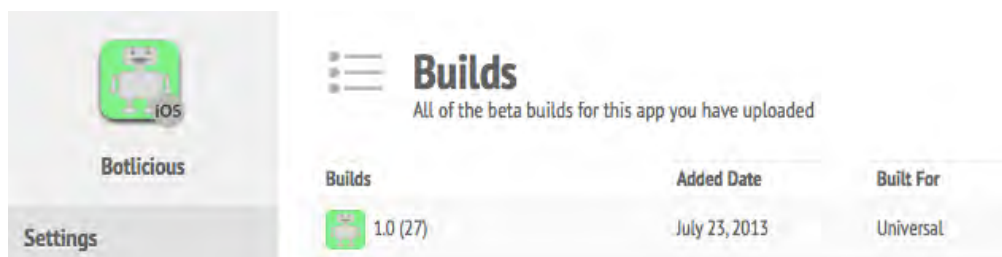 iOS
Botlicious
Settings
Builds
All of the beta builds for this app you have uploaded
Builds Added Date Built For
1.0 (27) July 23, 2013 Universal